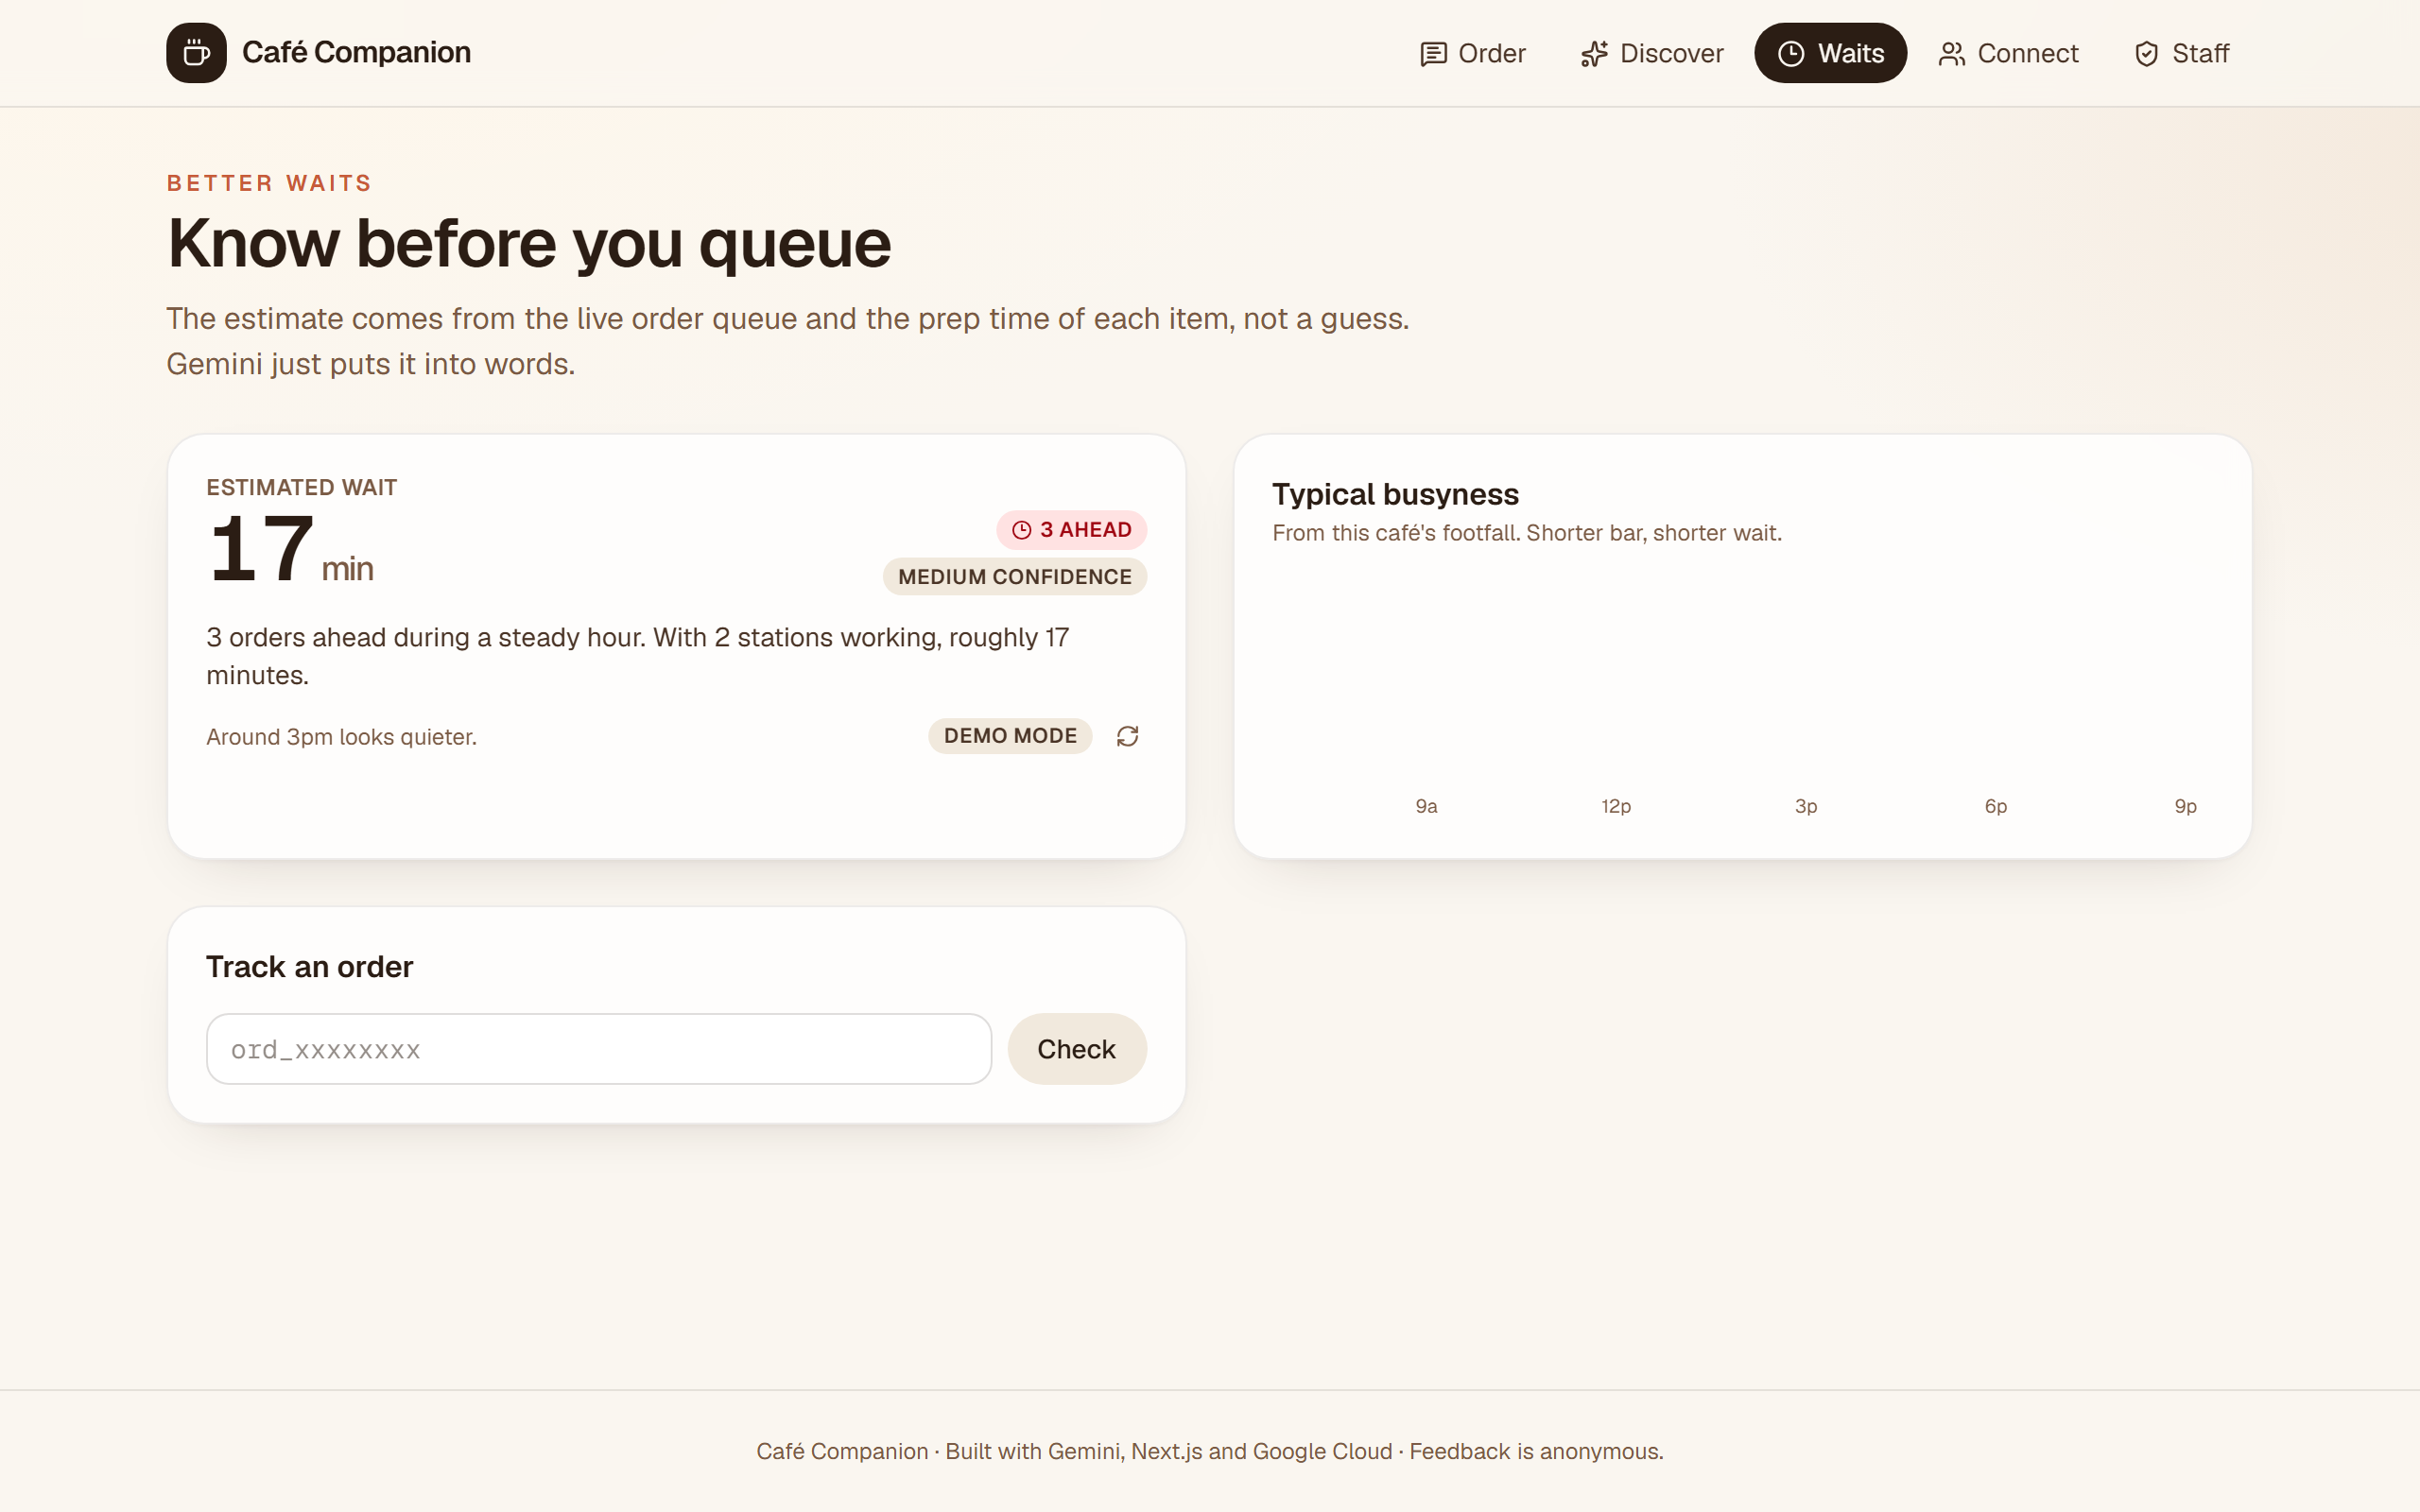 Café Companion
Order
Discover
Waits
Connect
Staff
BETTER WAITS
Know before you queue
The estimate comes from the live order queue and the prep time of each item, not a guess.
Gemini just puts it into words.
ESTIMATED WAIT
17 min
3 AHEAD
MEDIUM CONFIDENCE
3 orders ahead during a steady hour. With 2 stations working, roughly 17
minutes.
Around 3pm looks quieter.
DEMO MODE
Typical busyness
From this café's footfall. Shorter bar, shorter wait.
9a 12p 3p 6p 9p
Track an order
ord_xxxxxxxx
Check
Café Companion · Built with Gemini, Next.js and Google Cloud · Feedback is anonymous.